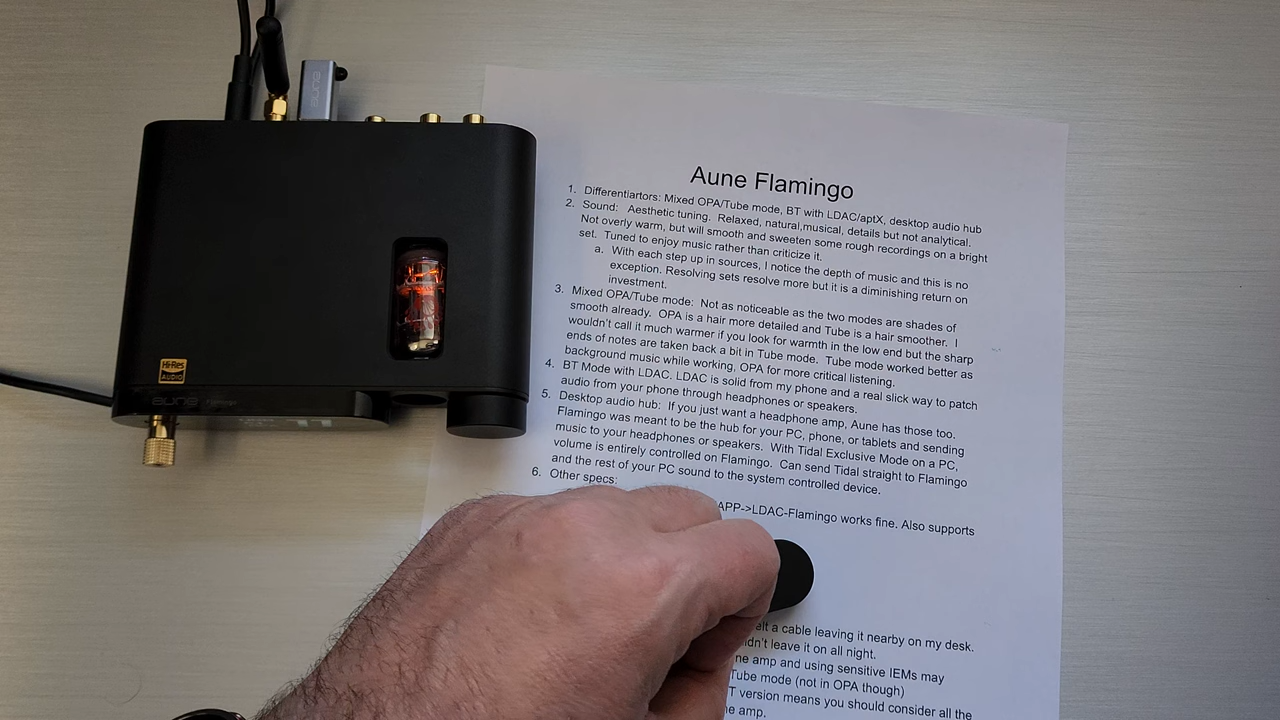 aune
Hi-Res
AUDIO
aune Flamingo
11
Aune Flamingo
1. Differentiartors: Mixed OPA/Tube mode, BT with LDAC/aptX, desktop audio hub
2. Sound: Aesthetic tuning. Relaxed, natural,musical, details but not analytical.
Not overly warm, but will smooth and sweeten some rough recordings on a bright
set. Tuned to enjoy music rather than criticize it.
a. With each step up in sources, I notice the depth of music and this is no
exception. Resolving sets resolve more but it is a diminishing return on
investment.
3. Mixed OPA/Tube mode: Not as noticeable as the two modes are shades of
smooth already. OPA is a hair more detailed and Tube is a hair smoother. I
wouldn't call it much warmer if you look for warmth in the low end but the sharp
ends of notes are taken back a bit in Tube mode. Tube mode worked better as
background music while working, OPA for more critical listening.
4. BT Mode with LDAC. LDAC is solid from my phone and a real slick way to patch
audio from your phone through headphones or speakers.
5. Desktop audio hub: If you just want a headphone amp, Aune has those too.
Flamingo was meant to be the hub for your PC, phone, or tablets and sending
music to your headphones or speakers. With Tidal Exclusive Mode on a PC,
volume is entirely controlled on Flamingo. Can send Tidal straight to Flamingo
and the rest of your PC sound to the system controlled device.
6. Other specs:
APP->LDAC-Flamingo works fine. Also supports
elt a cable leaving it nearby on my desk.
dn't leave it on all night.
ne amp and using sensitive IEMs may
Tube mode (not in OPA though)
T version means you should consider all the
e amp.